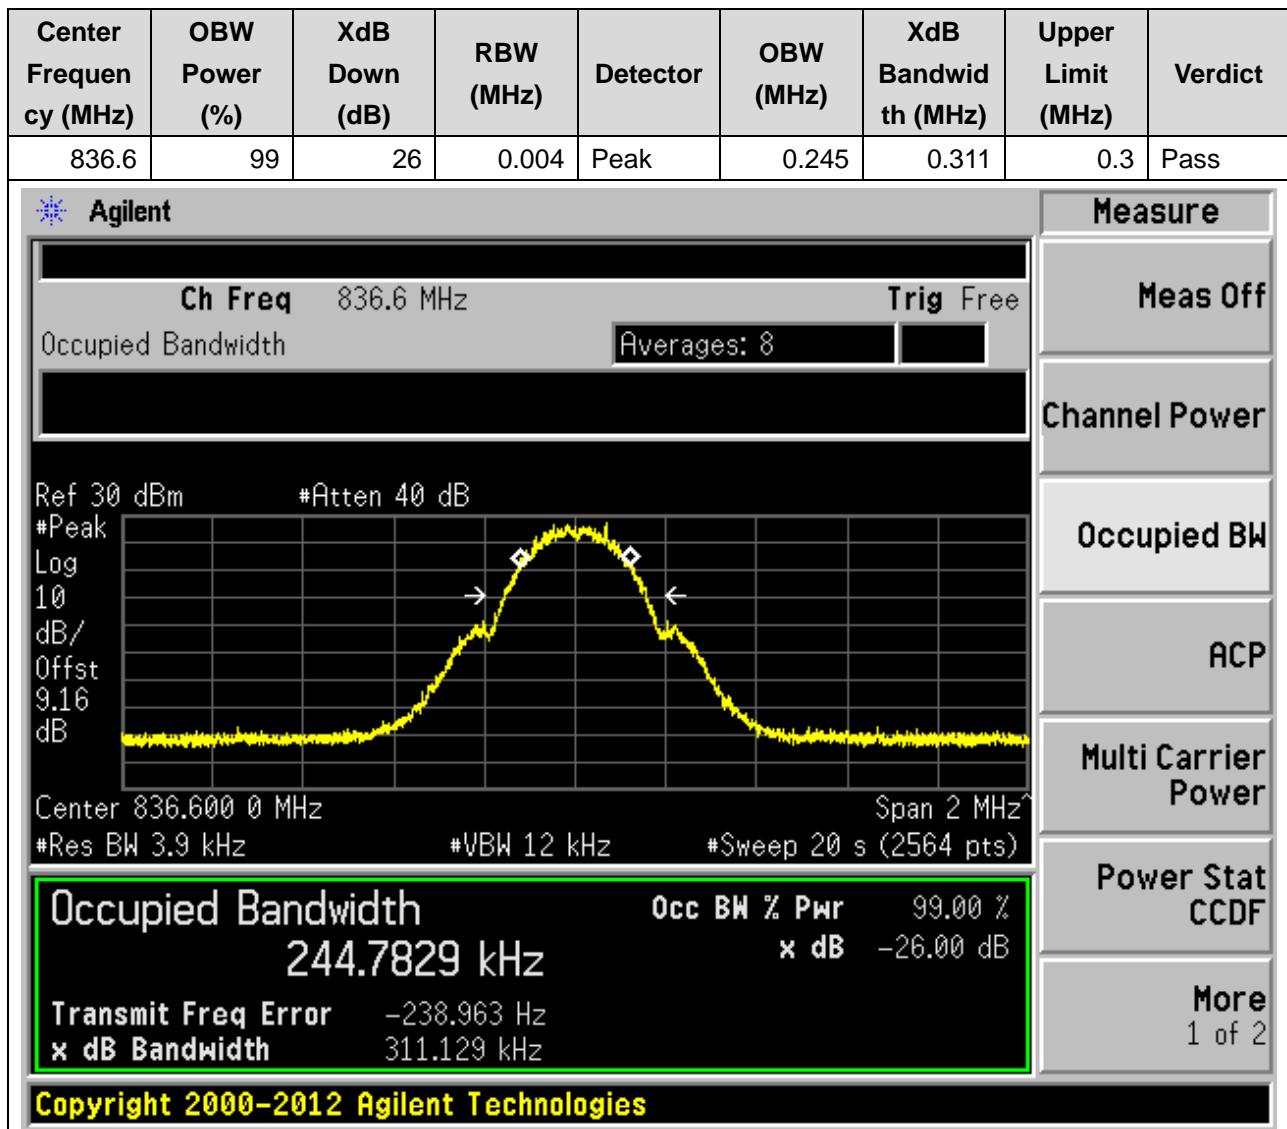 Center Frequen cy (MHz) OBW Power (%) XdB Down (dB) RBW (MHz) Detector OBW (MHz) XdB Bandwid th (MHz) Upper Limit (MHz) Verdict
836.6 99 26 0.004 Peak 0.245 0.311 0.3 Pass
Agilent
Measure
Ch Freq 836.6 MHz Trig Free
Meas Off
Occupied Bandwidth Averages: 8
Channel Power
Ref 30 dBm #Atten 40 dB
#Peak
Log
10
dB/
Offst
9.16
dB
Occupied BW
ACP
Multi Carrier
Power
Center 836.600 0 MHz Span 2 MHz^
#Res BW 3.9 kHz #VBW 12 kHz #Sweep 20 s (2564 pts)
Power Stat
CCDF
Occupied Bandwidth Occ BW % Pwr 99.00 %
244.7829 kHz x dB -26.00 dB
Transmit Freq Error -238.963 Hz
x dB Bandwidth 311.129 kHz
More
1 of 2
Copyright 2000-2012 Agilent Technologies